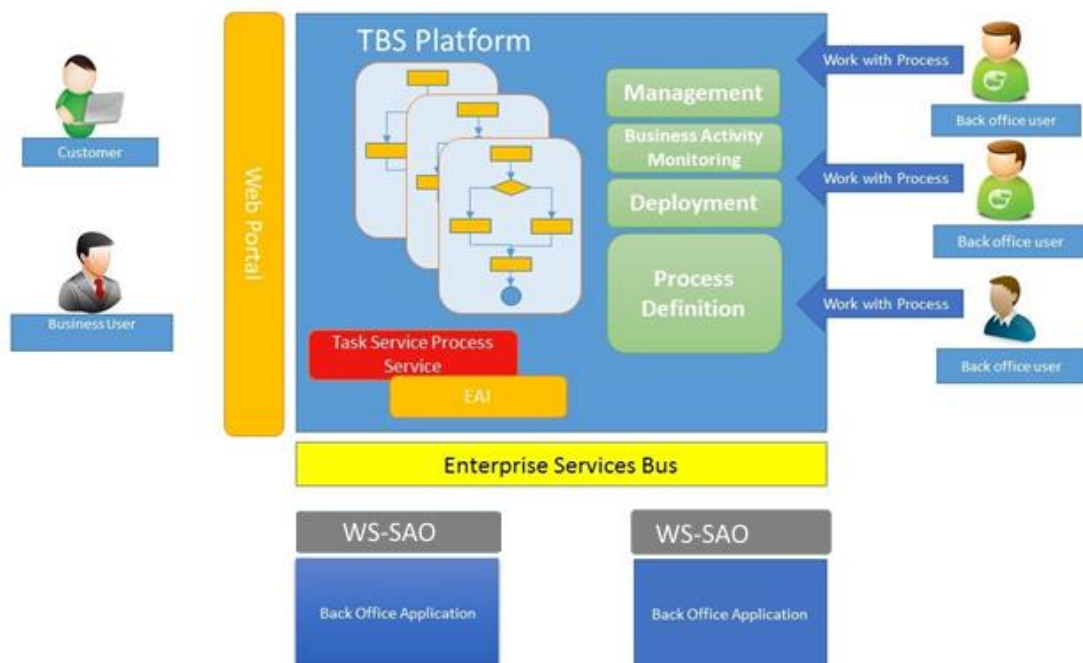 TBS Platform
Web Portal
Customer
Business User
Management
Business Activity
Monitoring
Deployment
Process
Definition
Task Service Process
Service
EAI
Work with Process
Back office user
Work with Process
Back office user
Work with Process
Back office user
Enterprise Services Bus
WS-SAO
Back Office Application
WS-SAO
Back Office Application